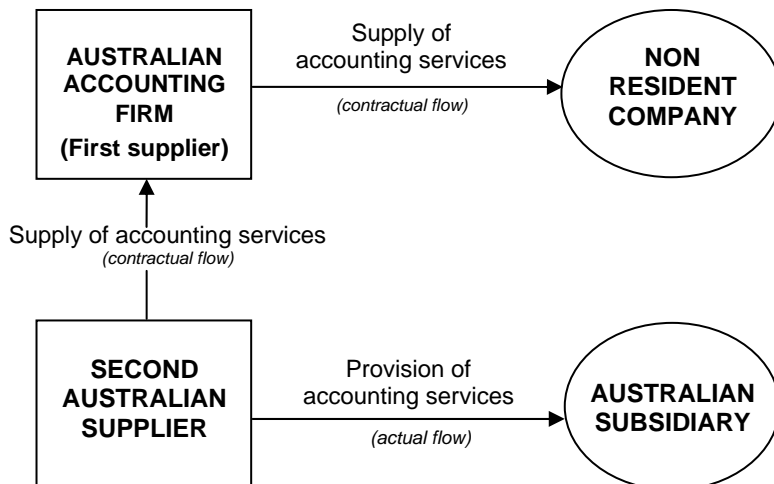 AUSTRALIAN
ACCOUNTING
FIRM
(First supplier)
Supply of
accounting services
(contractual flow)
NON
RESIDENT
COMPANY
Supply of accounting services
(contractual flow)
SECOND
AUSTRALIAN
SUPPLIER
Provision of
accounting services
(actual flow)
AUSTRALIAN
SUBSIDIARY